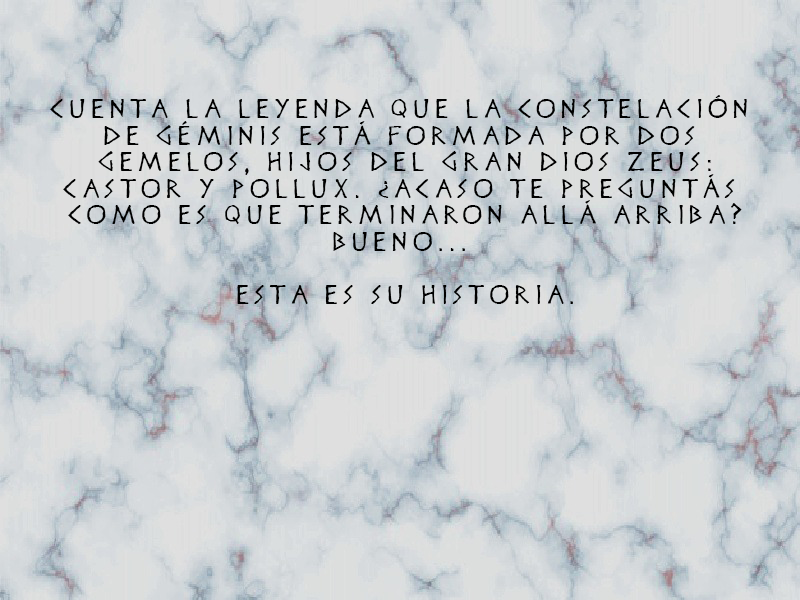 CUENTA LA LEYENDA QUE LA CONSTELACIÓN
DE GÉMINIS ESTÁ FORMADA POR DOS
GEMELOS, HIJOS DEL GRAN DIOS ZEUS:
CASTOR Y POLLUX. ¿ACASO TE PREGUNTÁS
COMO ES QUE TERMINARON ALLÁ ARRIBA?
BUENO...
ESTA ES SU HISTORIA.